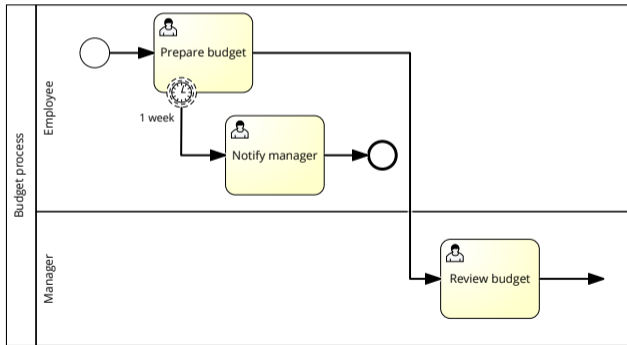 Budget process
Employee
Prepare budget
1 week
Notify manager
Manager
Review budget